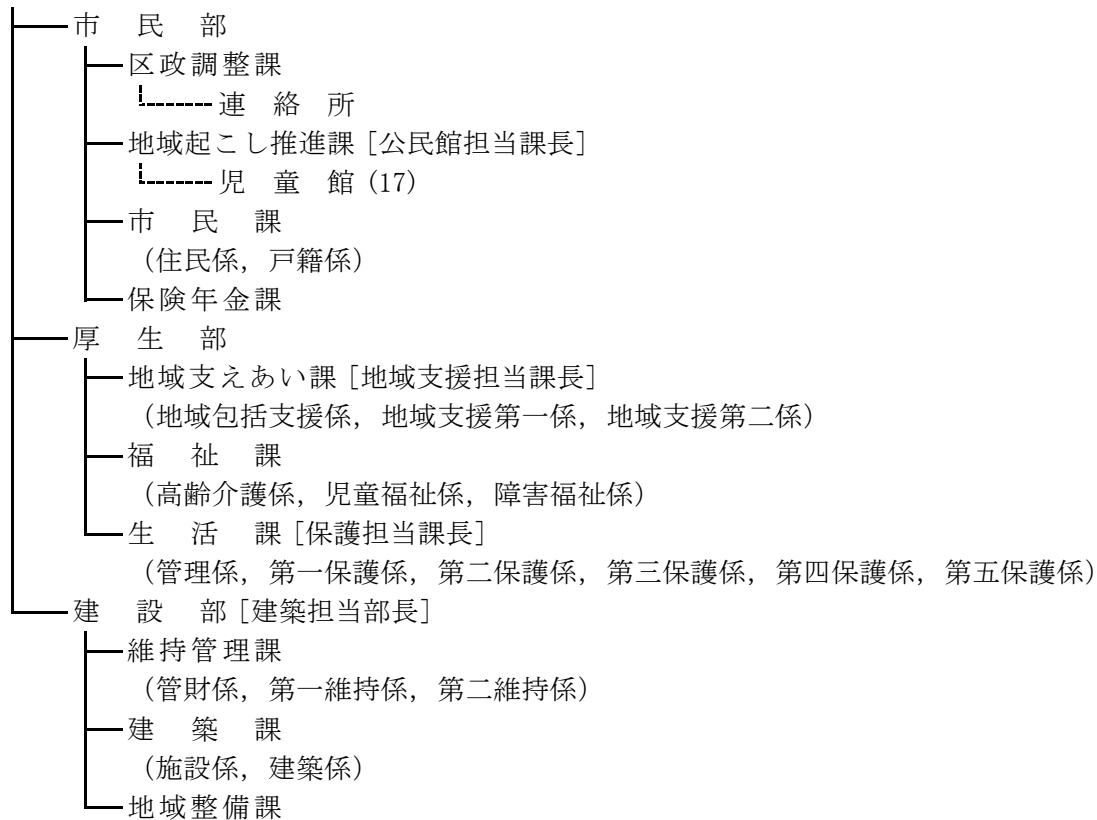 市民部
区政調整課
連絡所
地域起こし推進課［公民館担当課長］
児童館(17)
市民課
（住民係，戸籍係）
保険年金課
厚生部
地域支えあい課［地域支援担当課長］
（地域包括支援係，地域支援第一係，地域支援第二係）
福祉課
（高齢介護係，児童福祉係，障害福祉係）
生活課［保護担当課長］
（管理係，第一保護係，第二保護係，第三保護係，第四保護係，第五保護係）
建設部［建築担当部長］
維持管理課
（管財係，第一維持係，第二維持係）
建築課
（施設係，建築係）
地域整備課